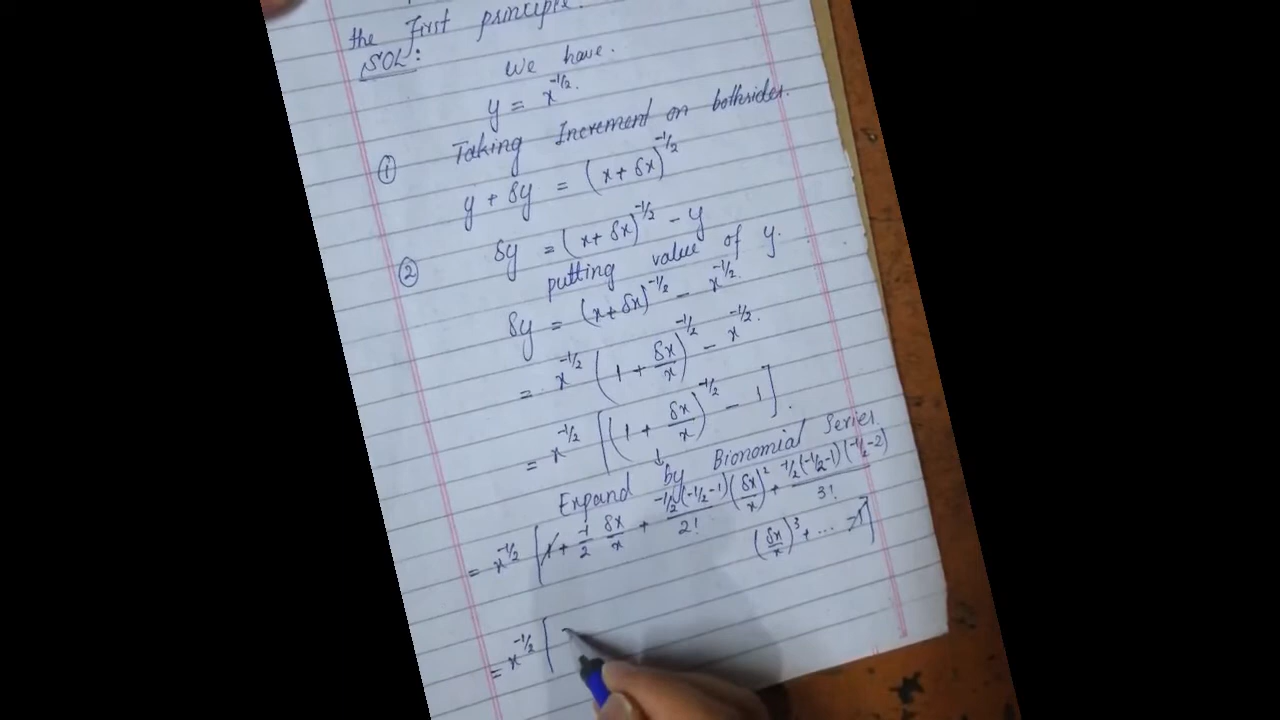 the First principle.
SOL:
We have.
y = x^{-1/2}.
① Taking Increment on bothsides.
y + δy = (x + δx)^{-1/2}
② δy = (x + δx)^{-1/2} - y
putting value of y.
δy = (x + δx)^{-1/2} - x^{-1/2}.
= x^{-1/2} (1 + δx/x)^{-1/2} - x^{-1/2}.
= x^{-1/2} [(1 + δx/x)^{-1/2} - 1].
Expand by Bionomial Series
= x^{-1/2} [1 + -1/2 δx/x + -1/2(-1/2-1)/2! (δx/x)^2 + -1/2(-1/2-1)(-1/2-2)/3!
(δx/x)^3 + ... -1]
= x^{-1/2} [